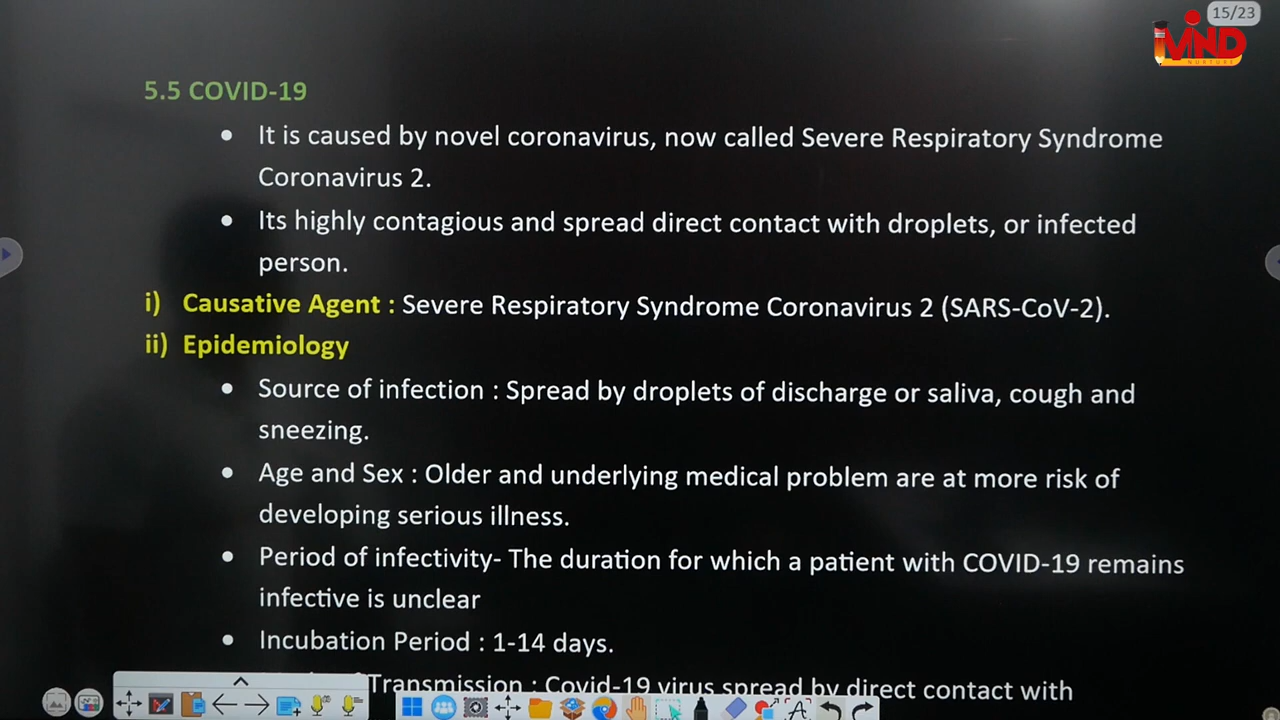 15/23
MIND
NURTURE
5.5 COVID-19
• It is caused by novel coronavirus, now called Severe Respiratory Syndrome
Coronavirus 2.
• Its highly contagious and spread direct contact with droplets, or infected
person.
i) Causative Agent : Severe Respiratory Syndrome Coronavirus 2 (SARS-CoV-2).
ii) Epidemiology
• Source of infection : Spread by droplets of discharge or saliva, cough and
sneezing.
• Age and Sex : Older and underlying medical problem are at more risk of
developing serious illness.
• Period of infectivity- The duration for which a patient with COVID-19 remains
infective is unclear
• Incubation Period : 1-14 days.
Transmission : Covid-19 virus spread by direct contact with